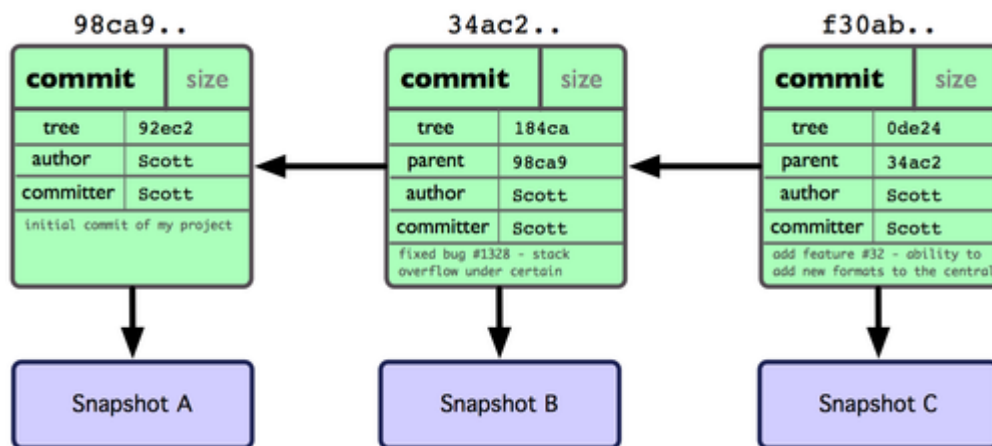 98ca9..
commit size
tree 92ec2
author Scott
committer Scott
initial commit of my project
Snapshot A
34ac2..
commit size
tree 184ca
parent 98ca9
author Scott
committer Scott
fixed bug #1328 - stack
overflow under certain
Snapshot B
f30ab..
commit size
tree 0de24
parent 34ac2
author Scott
committer Scott
add feature #32 - ability to
add new formats to the central
Snapshot C